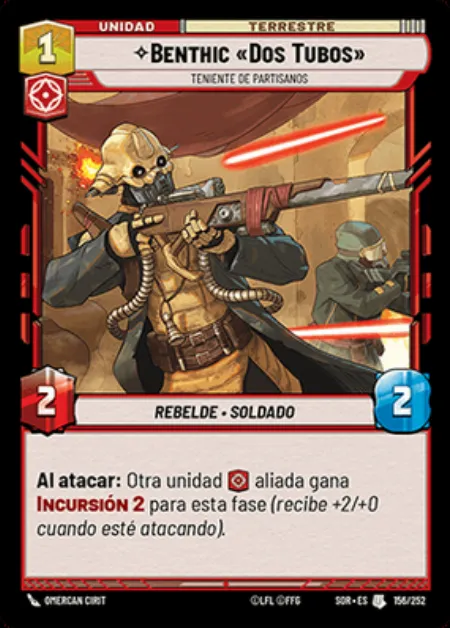 UNIDAD
TERRESTRE
1
BENTHIC «DOS TUBOS»
TENIENTE DE PARTISANOS
2
2
REBELDE • SOLDADO
Al atacar: Otra unidad aliada gana
INCURSIÓN 2 para esta fase (recibe +2/+0
cuando esté atacando).
OMERCAN CIRIT
©LFL ©FFG
SOR • ES
156/252